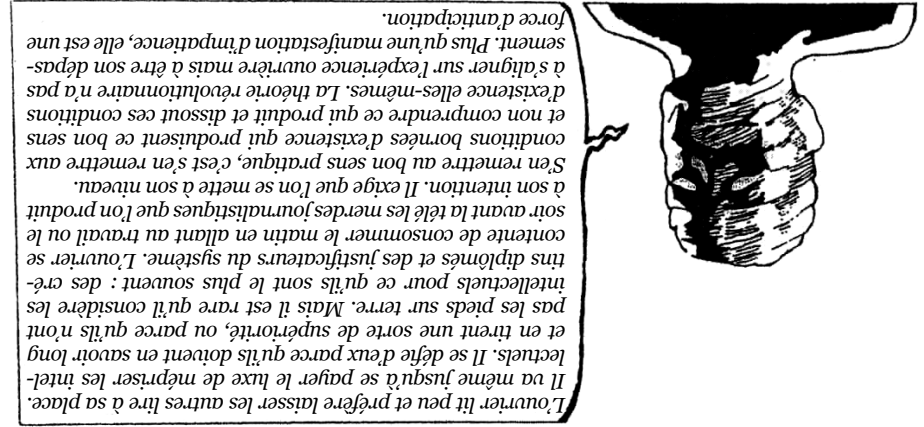 L'ouvrier lit peu et préfère laisser les autres lire à sa place.
Il va même jusqu'à se payer le luxe de mépriser les intel-
lectuels. Il se défie d'eux parce qu'ils doivent en savoir long
et en tirent une sorte de supériorité, ou parce qu'ils n'ont
pas les pieds sur terre. Mais il est rare qu'il considère les
intellectuels pour ce qu'ils sont le plus souvent : des cré-
tins diplômés et des justificateurs du système. L'ouvrier se
contente de consommer le matin en allant au travail ou le
soir avant la télé les merdes journalistiques que l'on produit
à son intention. Il exige que l'on se mette à son niveau.
S'en remettre au bon sens pratique, c'est s'en remettre aux
conditions bornées d'existence qui produisent ce bon sens
et non comprendre ce qui produit et dissout ces conditions
d'existence elles-mêmes. La théorie révolutionnaire n'a pas
à s'aligner sur l'expérience ouvrière mais à être son dépas-
sement. Plus qu'une manifestation d'impatience, elle est une
force d'anticipation.